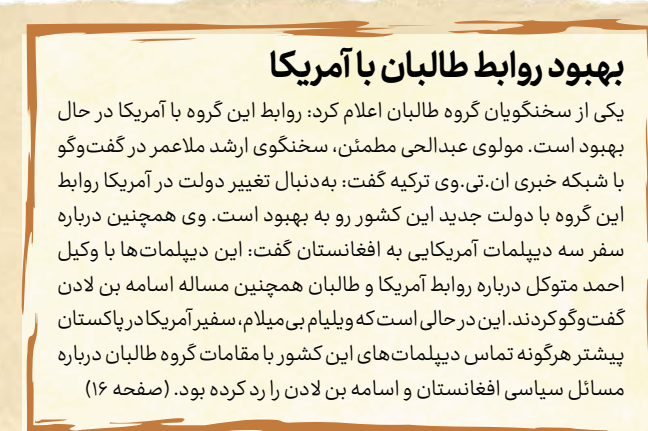 بهبود روابط طالبان با آمریکا
یکی از سخنگویان گروه طالبان اعلام کرد: روابط این گروه با آمریکا در حال
بهبود است. مولوی عبدالحی مطمئن، سخنگوی ارشد ملاعمر در گفت‌وگو
با شبکه خبری ان.تی.وی ترکیه گفت: به‌دنبال تغییر دولت در آمریکا روابط
این گروه با دولت جدید این کشور رو به بهبود است. وی همچنین درباره
سفر سه دیپلمات آمریکایی به افغانستان گفت: این دیپلمات‌ها با وکیل
احمد متوکل درباره روابط آمریکا و طالبان همچنین مساله اسامه بن لادن
گفت‌وگو کردند. این در حالی است که ویلیام بی میلام، سفیر آمریکا در پاکستان
پیشتر هرگونه تماس دیپلمات‌های این کشور با مقامات گروه طالبان درباره
مسائل سیاسی افغانستان و اسامه بن لادن را رد کرده بود. (صفحه ۱۶)